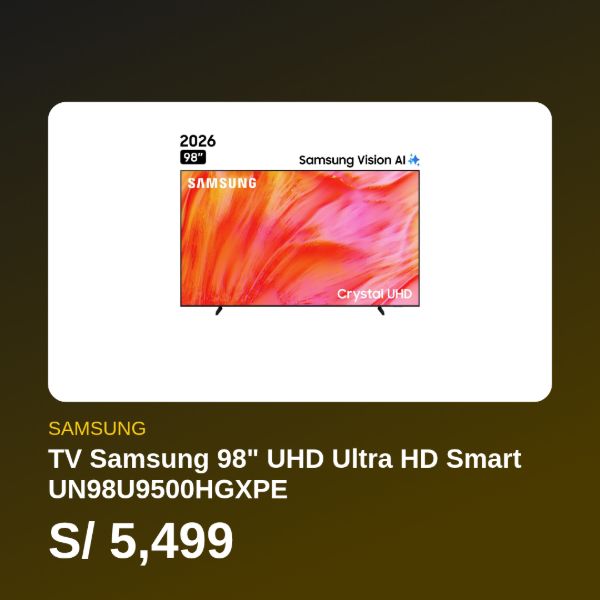 2026
98"
Samsung Vision AI
SAMSUNG
Crystal UHD
SAMSUNG
TV Samsung 98" UHD Ultra HD Smart
UN98U9500HGXPE
S/ 5,499